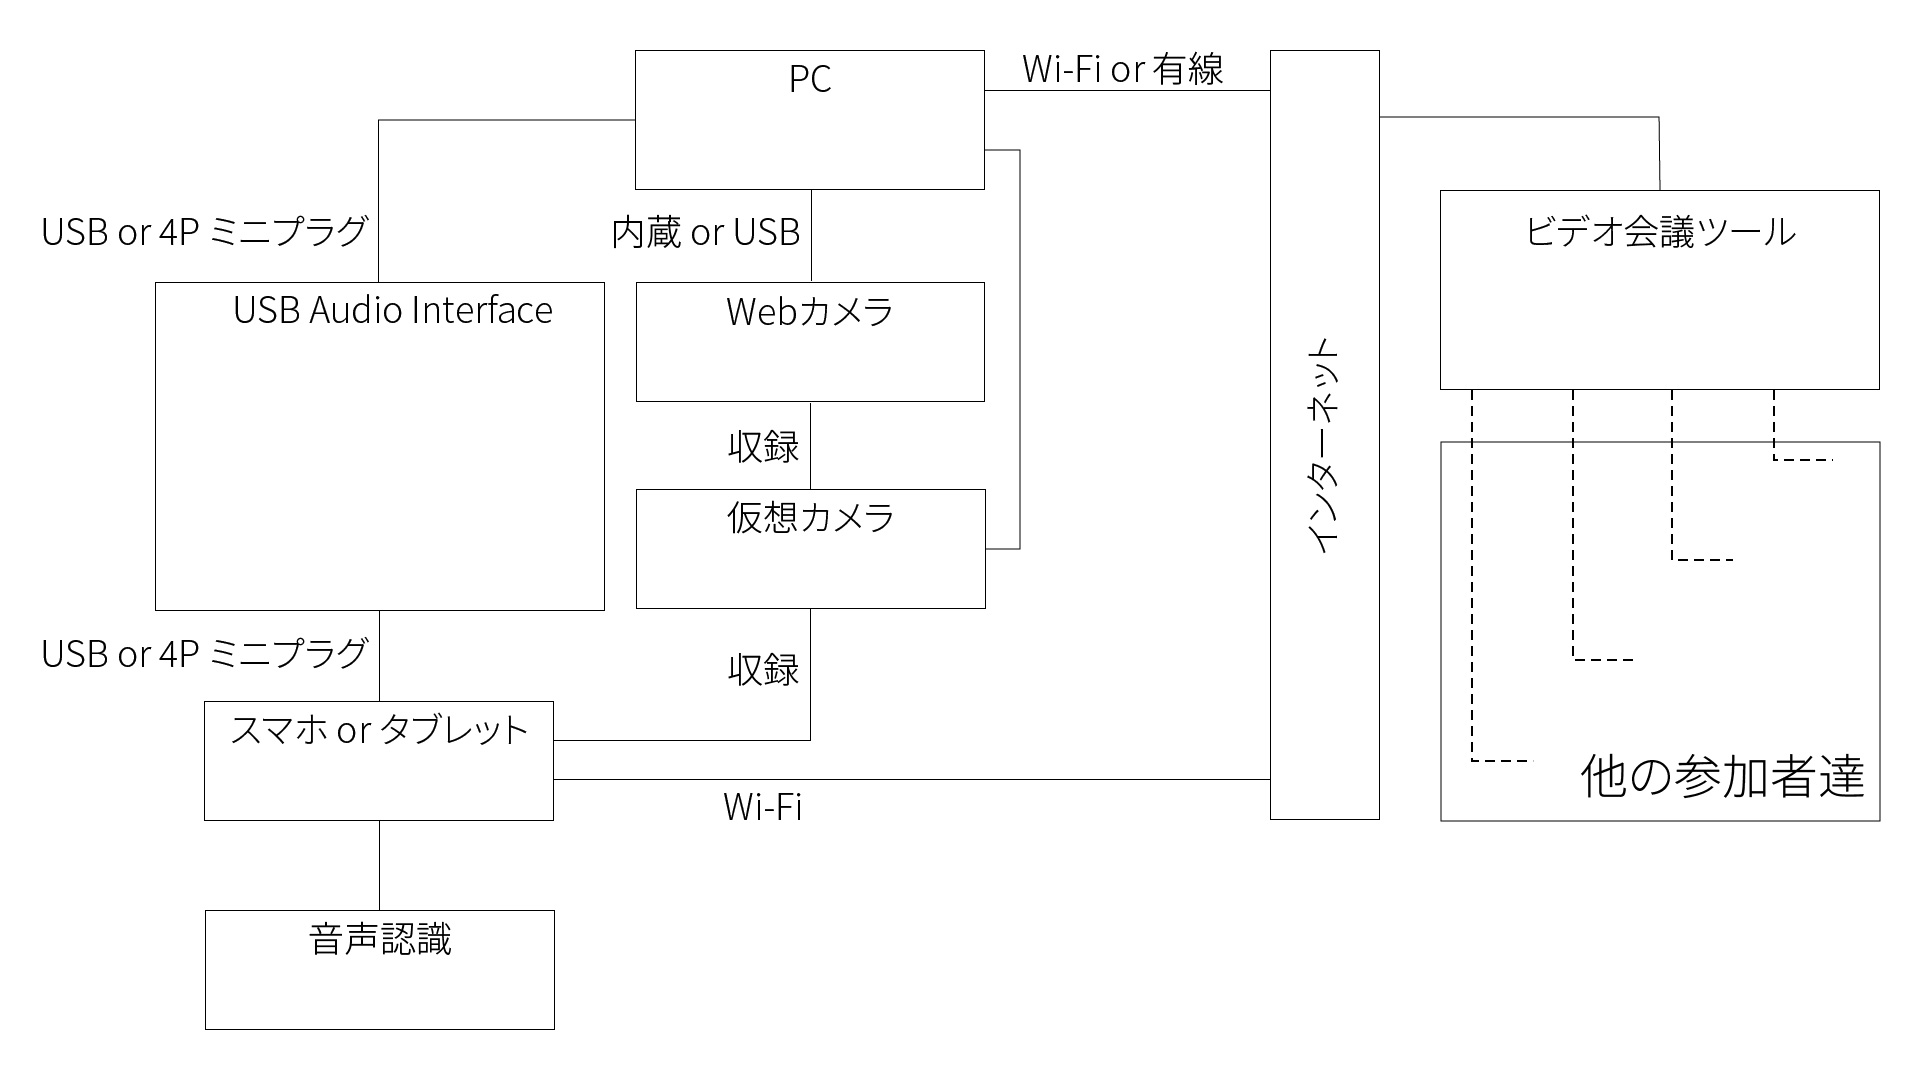 PC
Wi-Fi or 有線
USB or 4P ミニプラグ
内蔵 or USB
ビデオ会議ツール
USB Audio Interface
Webカメラ
インターネット
収録
仮想カメラ
USB or 4P ミニプラグ
収録
スマホ or タブレット
他の参加者達
Wi-Fi
音声認識